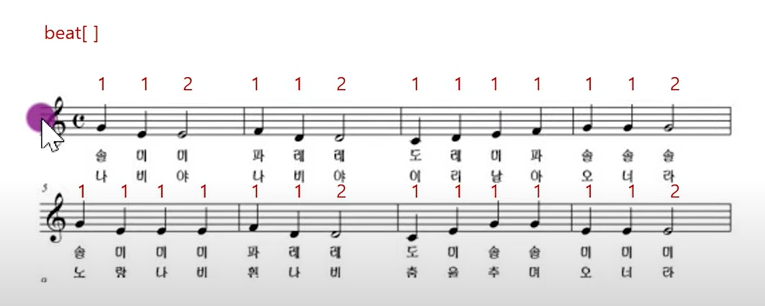 beat[ ]
1 1 2 1 1 2 1 1 1 1 1 1 2
솔 미 미 파 레 레 도 레 미 파 솔 솔 솔
나 비 야 나 비 야 이 리 날 아 오 너 라
5
1 1 1 1 1 1 2 1 1 1 1 1 1 2
솔 미 미 미 파 레 레 도 미 솔 솔 미 미 미
노 랑 나 비 흰 나 비 춤 을 추 며 오 너 라